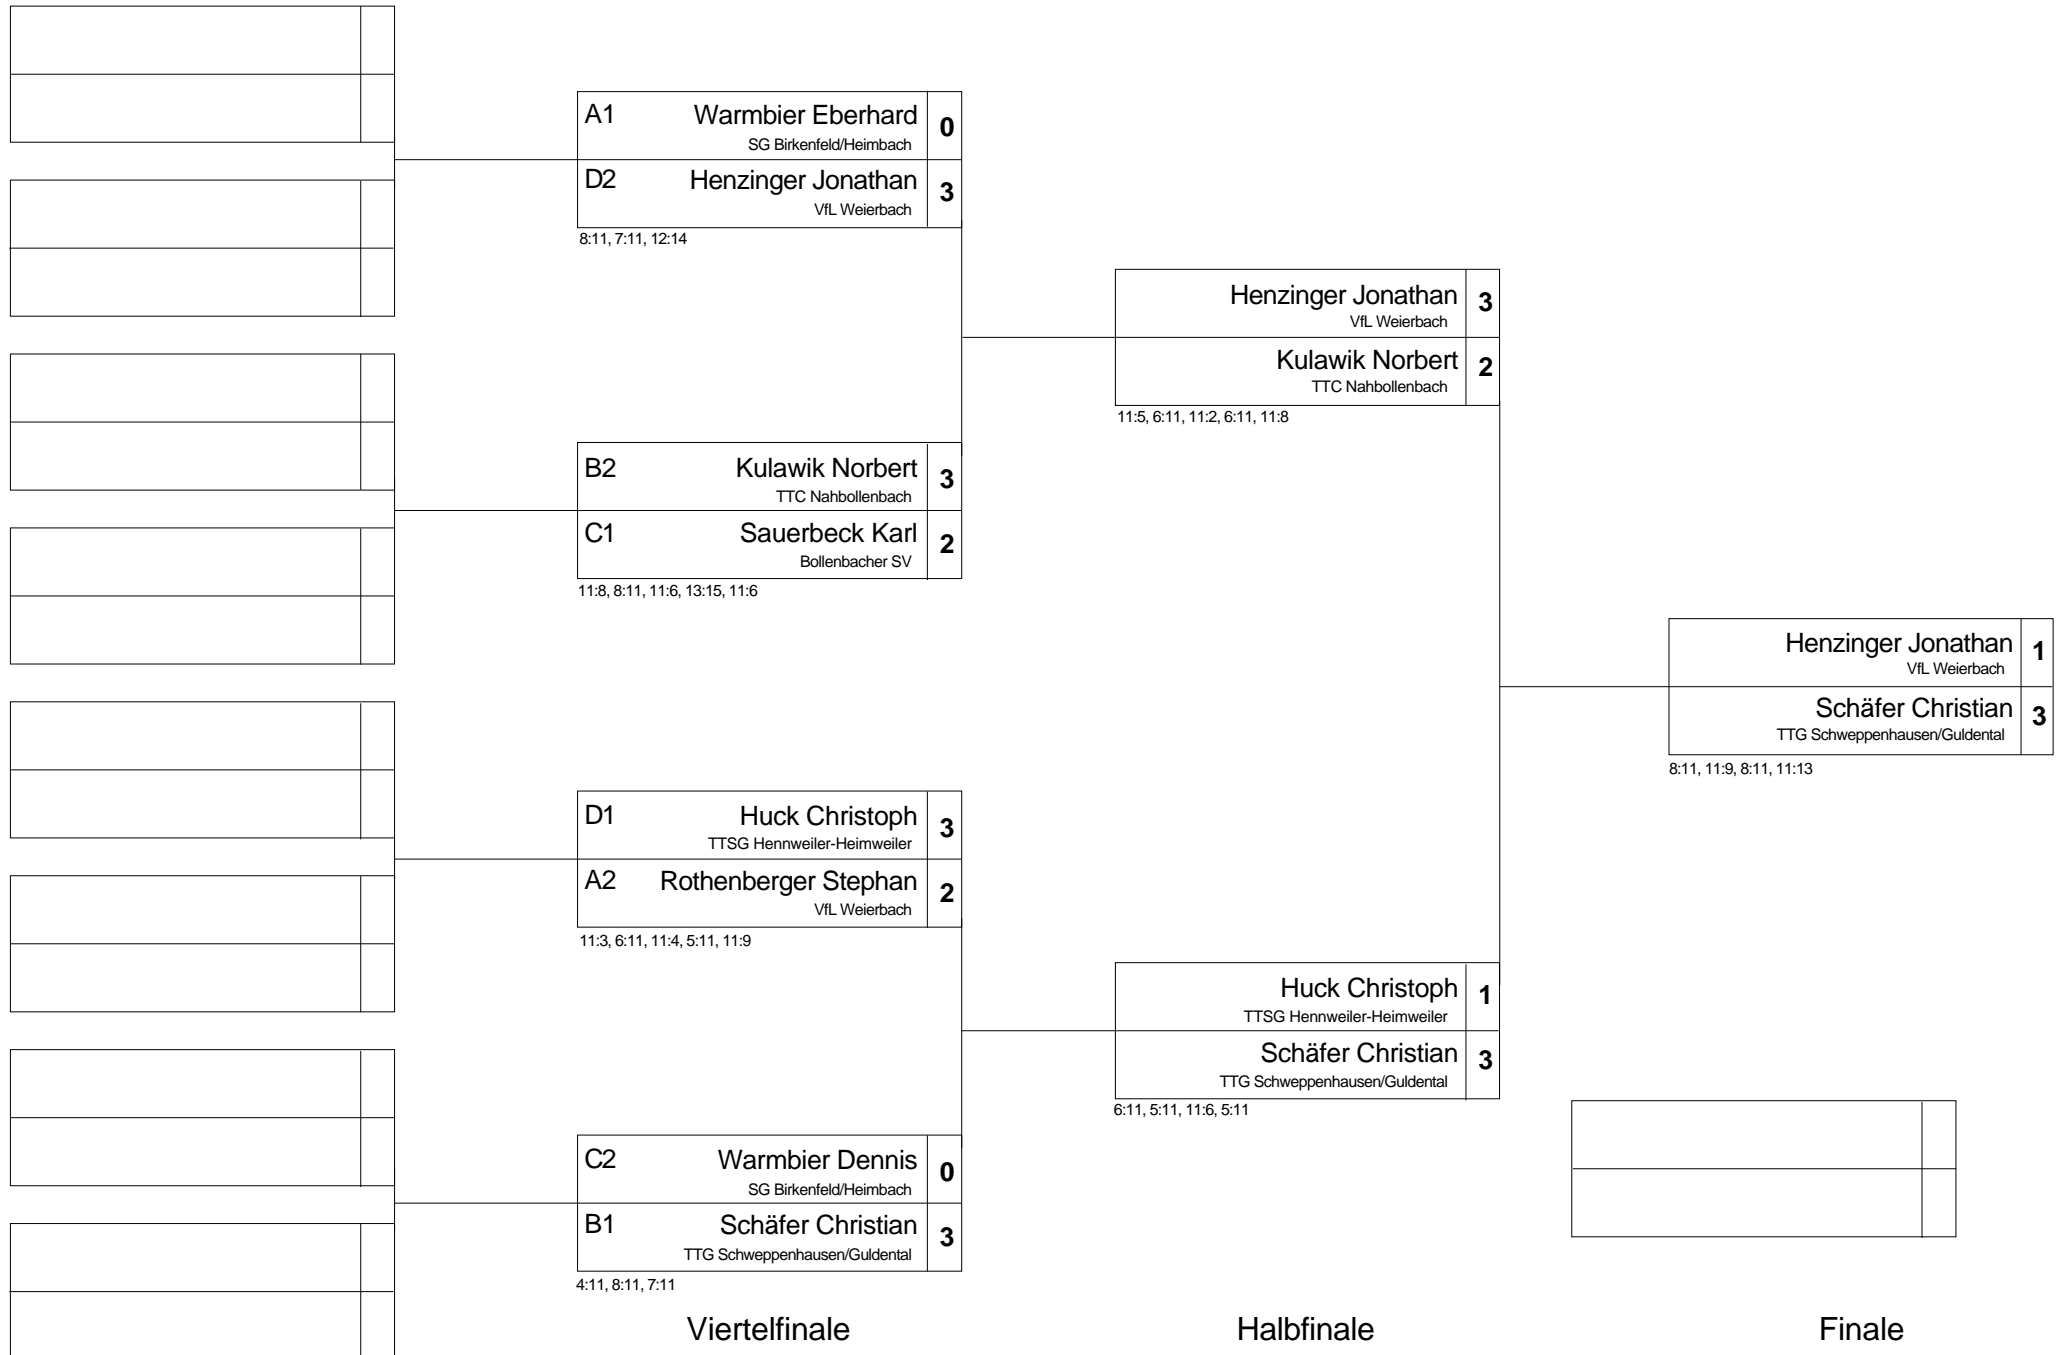 A1 Warmbier Eberhard 0
SG Birkenfeld/Heimbach
D2 Henzinger Jonathan 3
VfL Weierbach
8:11, 7:11, 12:14
B2 Kulawik Norbert 3
TTC Nahbollenbach
C1 Sauerbeck Karl 2
Bollenbacher SV
11:8, 8:11, 11:6, 13:15, 11:6
D1 Huck Christoph 3
TTSG Hennweiler-Heimweiler
A2 Rothenberger Stephan 2
VfL Weierbach
11:3, 6:11, 11:4, 5:11, 11:9
C2 Warmbier Dennis 0
SG Birkenfeld/Heimbach
B1 Schäfer Christian 3
TTG Schweppenhausen/Guldental
4:11, 8:11, 7:11
Viertelfinale
Henzinger Jonathan 3
VfL Weierbach
Kulawik Norbert 2
TTC Nahbollenbach
11:5, 6:11, 11:2, 6:11, 11:8
Huck Christoph 1
TTSG Hennweiler-Heimweiler
Schäfer Christian 3
TTG Schweppenhausen/Guldental
6:11, 5:11, 11:6, 5:11
Halbfinale
Henzinger Jonathan 1
VfL Weierbach
Schäfer Christian 3
TTG Schweppenhausen/Guldental
8:11, 11:9, 8:11, 11:13
Finale